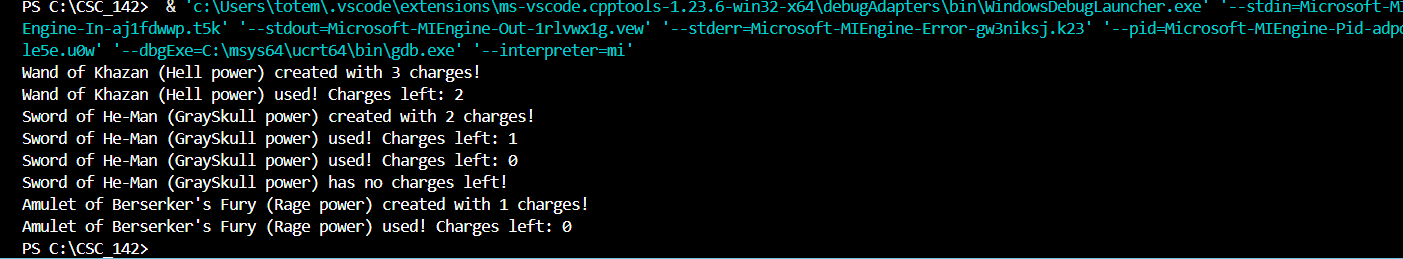 PS C:\CSC_142>  & 'c:\Users\totem\.vscode\extensions\ms-vscode.cpptools-1.23.6-win32-x64\debugAdapters\bin\WindowsDebugLauncher.exe' '--stdin=Microsoft-MI
Engine-In-aj1fdwwp.t5k' '--stdout=Microsoft-MIEngine-Out-1rlvwx1g.vew' '--stderr=Microsoft-MIEngine-Error-gw3niksj.k23' '--pid=Microsoft-MIEngine-Pid-adpo
le5e.u0w' '--dbgExe=C:\msys64\ucrt64\bin\gdb.exe' '--interpreter=mi'
Wand of Khazan (Hell power) created with 3 charges!
Wand of Khazan (Hell power) used! Charges left: 2
Sword of He-Man (GraySkull power) created with 2 charges!
Sword of He-Man (GraySkull power) used! Charges left: 1
Sword of He-Man (GraySkull power) used! Charges left: 0
Sword of He-Man (GraySkull power) has no charges left!
Amulet of Berserker's Fury (Rage power) created with 1 charges!
Amulet of Berserker's Fury (Rage power) used! Charges left: 0
PS C:\CSC_142>